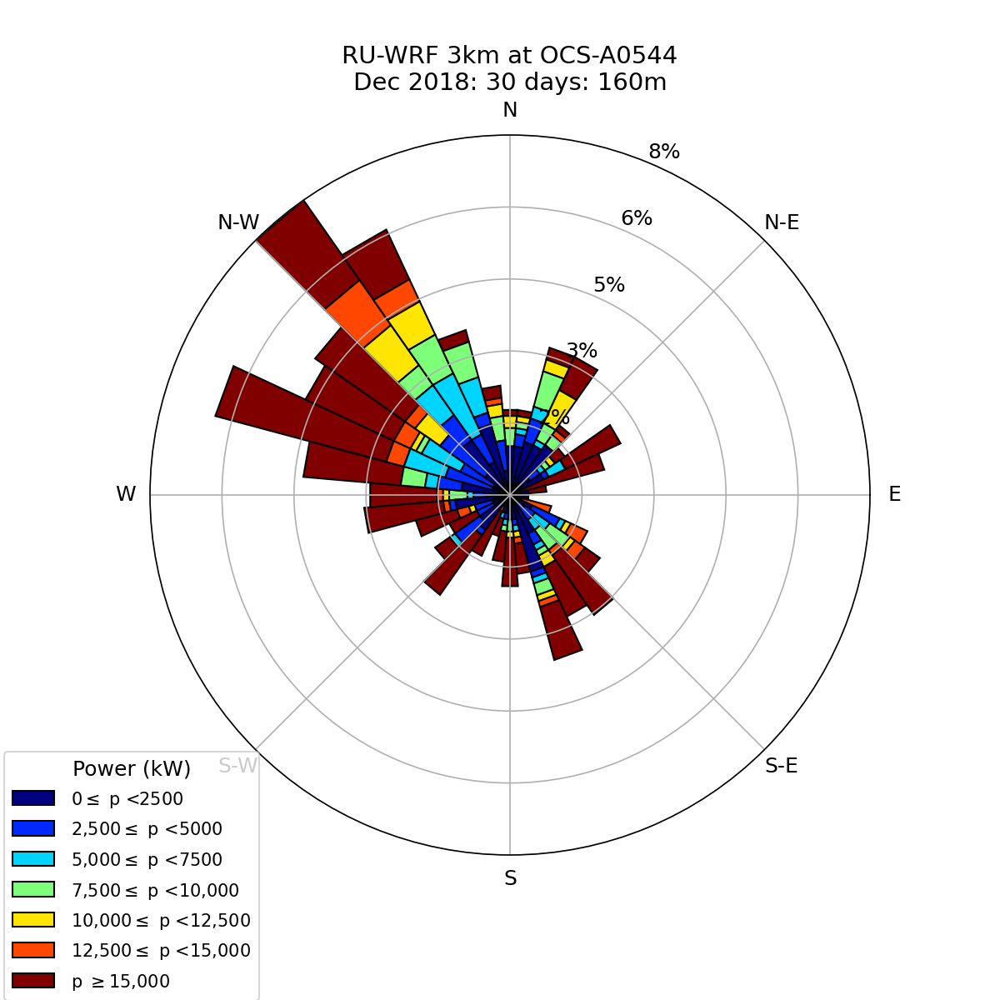 RU-WRF 3km at OCS-A0544
Dec 2018: 30 days: 160m
N
8%
N-W
6%
N-E
5%
3%
2%
W
E
S-W
S-E
S
Power (kW)
0≤ p <2500
2,500≤ p <5000
5,000≤ p <7500
7,500≤ p <10,000
10,000≤ p <12,500
12,500≤ p <15,000
p ≥15,000